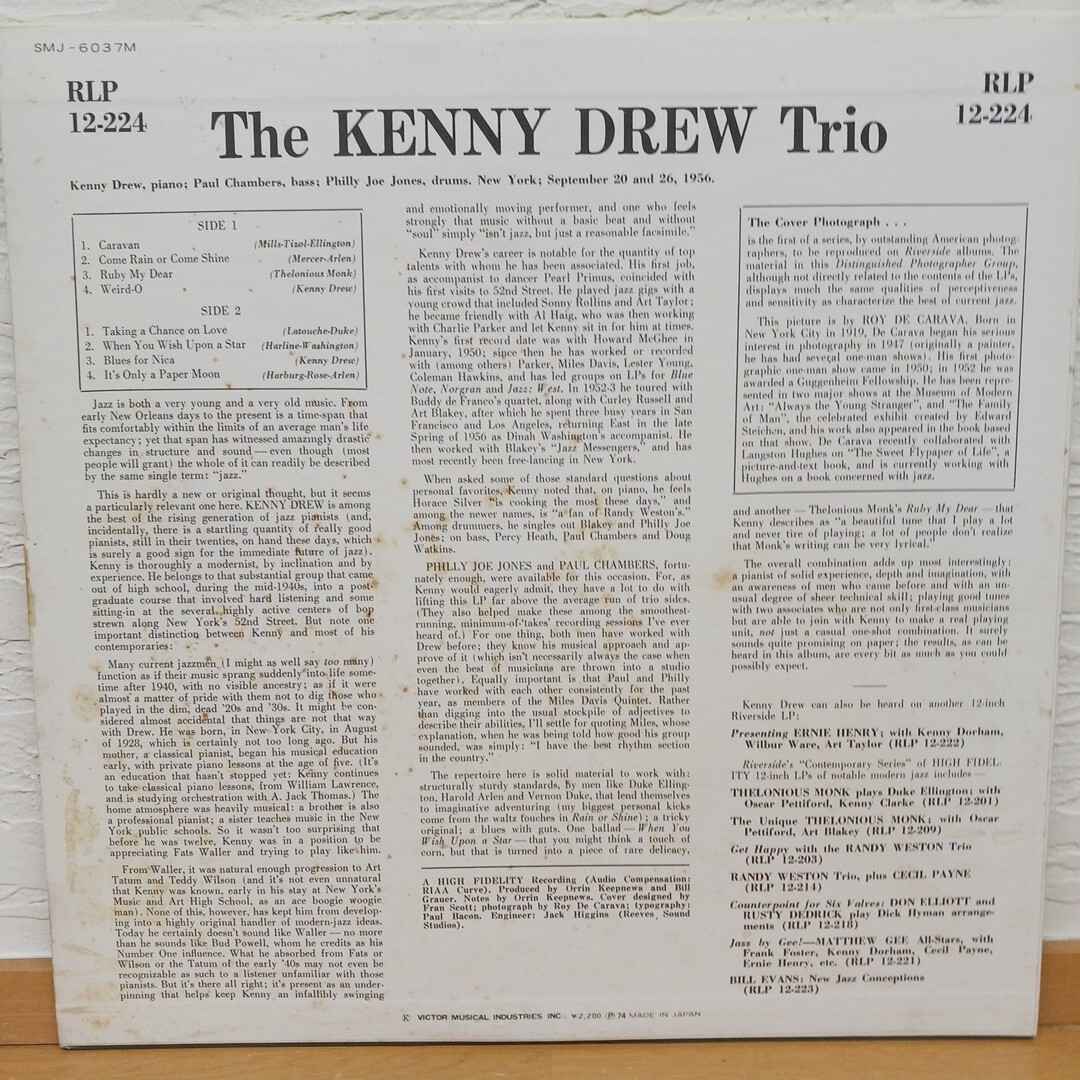 SMJ-6037M
RLP
12-224
RLP
12-224
The KENNY DREW Trio
Kenny Drew, piano; Paul Chambers, bass; Philly Joe Jones, drums. New York; September 20 and 26, 1956.
SIDE 1
1. Caravan (Mills-Tizol-Ellington)
2. Come Rain or Come Shine (Mercer-Arlen)
3. Ruby My Dear (Thelonious Monk)
4. Weird-O (Kenny Drew)
SIDE 2
1. Taking a Chance on Love (Latouche-Duke)
2. When You Wish Upon a Star (Harline-Washington)
3. Blues for Nica (Kenny Drew)
4. It's Only a Paper Moon (Harburg-Rose-Arlen)
Jazz is both a very young and a very old music. From
early New Orleans days to the present is a time-span that
fits comfortably within the limits of an average man's life
expectancy; yet that span has witnessed amazingly drastic
changes in structure and sound — even though (most
people will grant) the whole of it can readily be described
by the same single term: "jazz."
This is hardly a new or original thought, but it seems
a particularly relevant one here. KENNY DREW is among
the best of the rising generation of jazz pianists (and,
incidentally, there is a startling quantity of really good
pianists, still in their twenties, on hand these days, which
is surely a good sign for the immediate future of jazz).
Kenny is thoroughly a modernist, by inclination and by
experience. He belongs to that substantial group that came
out of high school, during the mid-1940s, into a post-
graduate course that involved hard listening and some
sitting-in at the several highly active centers of bop
strewn along New York's 52nd Street. But note one
important distinction between Kenny and most of his
contemporaries:
Many current jazzmen (I might as well say too many)
function as if their music sprang suddenly into life some-
time after 1940, with no visible ancestry; as if it were
almost a matter of pride with them not to dig those who
played in the dim, dead '20s and '30s. It might be con-
sidered almost accidental that things are not that way
with Drew. He was born, in New York City, in August
of 1928, which is certainly not too long ago. But his
mother, a classical pianist, began his musical education
early, with private piano lessons at the age of five. (It's
an education that hasn't stopped yet: Kenny continues
to take classical piano lessons, from William Lawrence,
and is studying orchestration with A. Jack Thomas.) The
home atmosphere was heavily musical: a brother is also
a professional pianist; a sister teaches music in the New
York public schools. So it wasn't too surprising that
before he was twelve, Kenny was in a position to be
appreciating Fats Waller and trying to play like him.
From Waller, it was natural enough progression to Art
Tatum and Teddy Wilson (and it's not even unnatural
that Kenny was known, early in his stay at New York's
Music and Art High School, as an ace boogie woogie
man). None of this, however, has kept him from develop-
ing into a highly original handler of modern-jazz ideas.
Today he certainly doesn't sound like Waller — no more
than he sounds like Bud Powell, whom he credits as his
Number One influence. What he absorbed from Fats or
Wilson or the Tatum of the early '40s may not even be
recognizable as such to a listener unfamiliar with those
pianists. But it's there all right; it's present as an under-
pinning that helps keep Kenny an infallibly swinging
and emotionally moving performer, and one who feels
strongly that music without a basic beat and without
"soul" simply "isn't jazz, but just a reasonable facsimile."
Kenny Drew's career is notable for the quantity of top
talents with whom he has been associated. His first job,
as accompanist to dancer Pearl Primus, coincided with
his first visits to 52nd Street. He played jazz gigs with a
young crowd that included Sonny Rollins and Art Taylor;
he became friendly with Al Haig, who was then working
with Charlie Parker and let Kenny sit in for him at times.
Kenny's first record date was with Howard McGhee in
January, 1950; since then he has worked or recorded
with (among others) Parker, Miles Davis, Lester Young,
Coleman Hawkins, and has led groups on LPs for Blue
Note, Norgran and Jazz: West. In 1952-3 he toured with
Buddy de Franco's quartet, along with Curley Russell and
Art Blakey, after which he spent three busy years in San
Francisco and Los Angeles, returning East in the late
Spring of 1956 as Dinah Washington's accompanist. He
then worked with Blakey's "Jazz Messengers," and has
most recently been free-lancing in New York.
When asked some of those standard questions about
personal favorites, Kenny noted that, on piano, he feels
Horace Silver "is cooking the most these days," and
among the newer names, is "a fan of Randy Weston's."
Among drummers, he singles out Blakey and Philly Joe
Jones; on bass, Percy Heath, Paul Chambers and Doug
Watkins.
PHILLY JOE JONES and PAUL CHAMBERS, fortu-
nately enough, were available for this occasion. For, as
Kenny would eagerly admit, they have a lot to do with
lifting this LP far above the average run of trio sides.
(They also helped make these among the smoothest-
running, minimum-of-'takes' recording sessions I've ever
heard of.) For one thing, both men have worked with
Drew before; they know his musical approach and ap-
prove of it (which isn't necessarily always the case when
even the best of musicians are thrown into a studio
together). Equally important is that Paul and Philly
have worked with each other consistently for the past
year, as members of the Miles Davis Quintet. Rather
than digging into the usual stockpile of adjectives to
describe their abilities, I'll settle for quoting Miles, whose
explanation, when he was being told how good his group
sounded, was simply: "I have the best rhythm section
in the country."
The repertoire here is solid material to work with:
structurally sturdy standards, by men like Duke Elling-
ton, Harold Arlen and Vernon Duke, that lend themselves
to imaginative adventuring (my biggest personal kicks
come from the waltz touches in Rain or Shine); a tricky
original; a blues with guts. One ballad — When You
Wish Upon a Star — that you might think a touch of
corn, but that is turned into a piece of rare delicacy,
A HIGH FIDELITY Recording (Audio Compensation:
RIAA Curve). Produced by Orrin Keepnews and Bill
Grauer. Notes by Orrin Keepnews. Cover designed by
Fran Scott; photograph by Roy De Carava; typography:
Paul Bacon. Engineer: Jack Higgins (Reeves Sound
Studios).
The Cover Photograph . . .
is the first of a series, by outstanding American photog-
raphers, to be reproduced on Riverside albums. The
material in this Distinguished Photographer Group,
although not directly related to the contents of the LPs,
displays much the same qualities of perceptiveness
and sensitivity as characterize the best of current jazz.
This picture is by ROY DE CARAVA. Born in
New York City in 1919, De Carava began his serious
interest in photography in 1947 (originally a painter,
he has had several one-man shows). His first photo-
graphic one-man show came in 1950; in 1952 he was
awarded a Guggenheim Fellowship. He has been repre-
sented in two major shows at the Museum of Modern
Art: "Always the Young Stranger", and "The Family
of Man", the celebrated exhibit created by Edward
Steichen, and his work also appeared in the book based
on that show. De Carava recently collaborated with
Langston Hughes on "The Sweet Flypaper of Life", a
picture-and-text book, and is currently working with
Hughes on a book concerned with jazz.
and another — Thelonious Monk's Ruby My Dear — that
Kenny describes as "a beautiful tune that I play a lot
and never tire of playing; a lot of people don't realize
that Monk's writing can be very lyrical."
The overall combination adds up most interestingly:
a pianist of solid experience, depth and imagination, with
an awareness of men who came before and with an un-
usual degree of sheer technical skill; playing good tunes
with two associates who are not only first-class musicians
but are able to join with Kenny to make a real playing
unit, not just a casual one-shot combination. It surely
sounds quite promising on paper; the results, as can be
heard in this album, are every bit as much as you could
possibly expect.
Kenny Drew can also be heard on another 12-inch
Riverside LP:
Presenting ERNIE HENRY; with Kenny Dorham,
Wilbur Ware, Art Taylor (RLP 12-222)
Riverside's "Contemporary Series" of HIGH FIDEL-
ITY 12-inch LPs of notable modern jazz includes —
THELONIOUS MONK plays Duke Ellington; with
Oscar Pettiford, Kenny Clarke (RLP 12-201)
The Unique THELONIOUS MONK; with Oscar
Pettiford, Art Blakey (RLP 12-209)
Get Happy with the RANDY WESTON Trio
(RLP 12-203)
RANDY WESTON Trio, plus CECIL PAYNE
(RLP 12-214)
Counterpoint for Six Valves: DON ELLIOTT and
RUSTY DEDRICK play Dick Hyman arrange-
ments (RLP 12-218)
Jazz by Gee!—MATTHEW GEE All-Stars, with
Frank Foster, Kenny Dorham, Cecil Payne,
Ernie Henry, etc. (RLP 12-221)
BILL EVANS: New Jazz Conceptions
(RLP 12-223)
Ⓚ VICTOR MUSICAL INDUSTRIES INC. ¥2,200 Ⓟ 74 MADE IN JAPAN